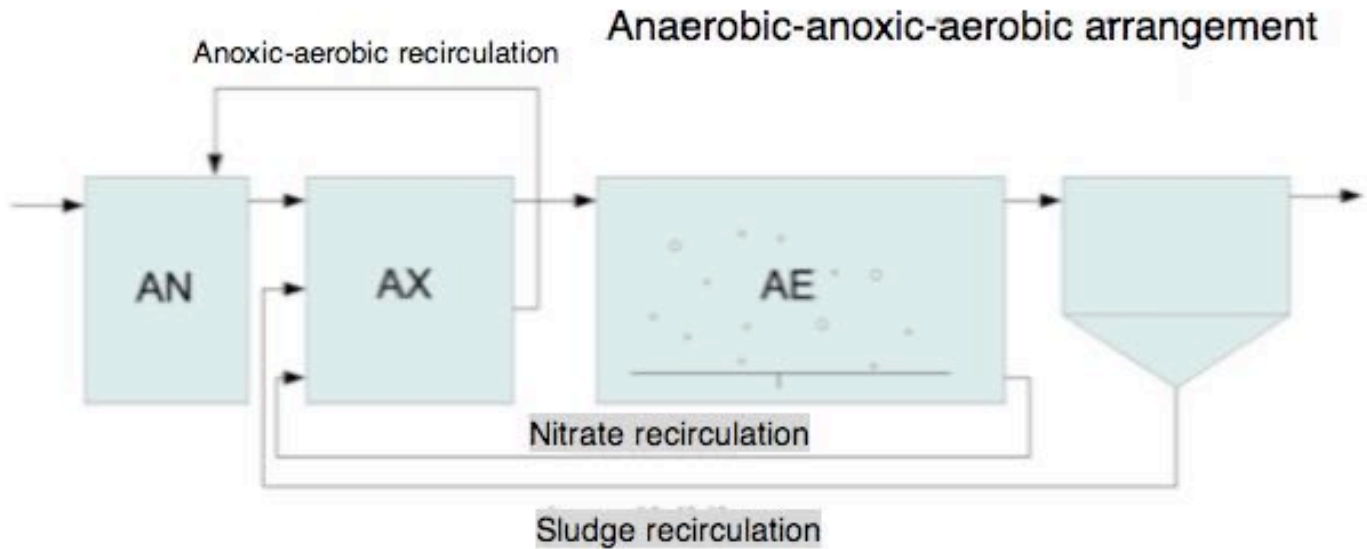 Anaerobic-anoxic-aerobic arrangement
Anoxic-aerobic recirculation
AN
AX
AE
Nitrate recirculation
Sludge recirculation